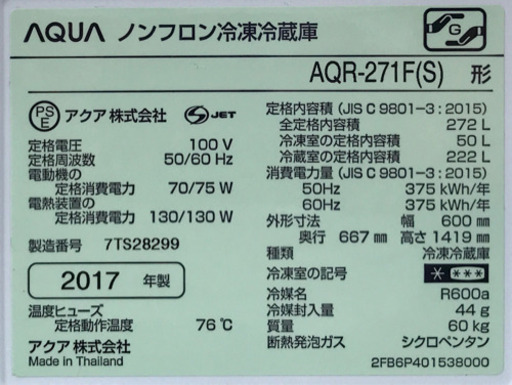 AQUA ノンフロン冷凍冷蔵庫
G
AQR-271F(S) 形
PS
E
アクア株式会社
S JET
定格電圧 100 V
定格周波数 50/60 Hz
電動機の
定格消費電力 70/75 W
電熱装置の
定格消費電力 130/130 W
製造番号 7TS28299
2017 年製
温度ヒューズ
定格動作温度 76℃
アクア 株式会社
Made in Thailand
定格内容積 (JIS C 9801-3 : 2015)
全定格内容積 272 L
冷凍室の定格内容積 50 L
冷蔵室の定格内容積 222 L
消費電力量 (JIS C 9801-3 : 2015)
50Hz 375 kWh/年
60Hz 375 kWh/年
外形寸法 幅 600 mm
奥行 667 mm 高さ 1419 mm
種類 冷凍冷蔵庫
冷凍室の記号 * ***
冷媒名 R600a
冷媒封入量 44 g
質量 60 kg
断熱発泡ガス シクロペンタン
2FB6P401538000